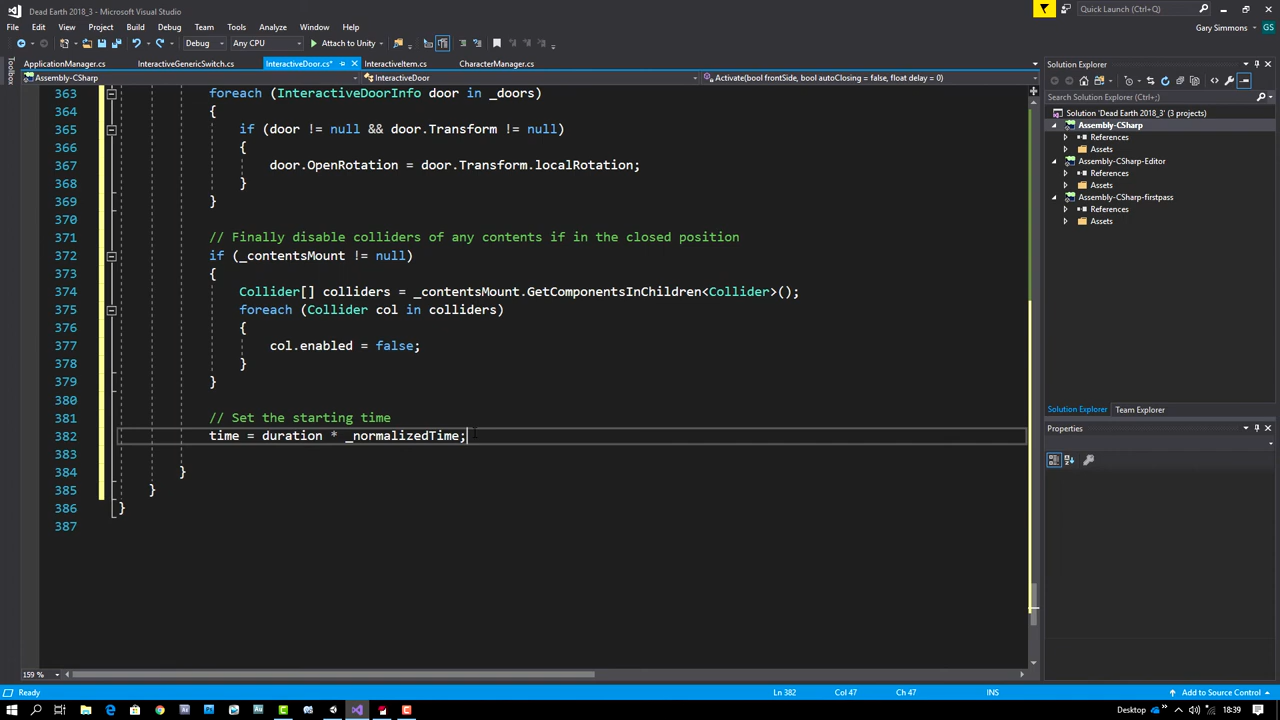 Dead Earth 2018_3 - Microsoft Visual Studio
Quick Launch (Ctrl+Q)
File Edit View Project Build Debug Team Tools Analyze Window Help
Gary Simmons GS
Debug Any CPU Attach to Unity
ApplicationManager.cs InteractiveGenericSwitch.cs InteractiveDoor.cs* InteractiveItem.cs CharacterManager.cs
Assembly-CSharp InteractiveDoor Activate(bool frontSide, bool autoClosing = false, float delay = 0)
Toolbox
363 foreach (InteractiveDoorInfo door in _doors)
364 {
365 if (door != null && door.Transform != null)
366 {
367 door.OpenRotation = door.Transform.localRotation;
368 }
369 }
370
371 // Finally disable colliders of any contents if in the closed position
372 if (_contentsMount != null)
373 {
374 Collider[] colliders = _contentsMount.GetComponentsInChildren<Collider>();
375 foreach (Collider col in colliders)
376 {
377 col.enabled = false;
378 }
379 }
380
381 // Set the starting time
382 time = duration * _normalizedTime;
383
384 }
385 }
386 }
387
159 %
Solution Explorer
Search Solution Explorer (Ctrl+;)
Solution 'Dead Earth 2018_3' (3 projects)
Assembly-CSharp
References
Assets
Assembly-CSharp-Editor
References
Assets
Assembly-CSharp-firstpass
References
Assets
Solution Explorer Team Explorer
Properties
Ready Ln 382 Col 47 Ch 47 INS Add to Source Control
Desktop 18:39